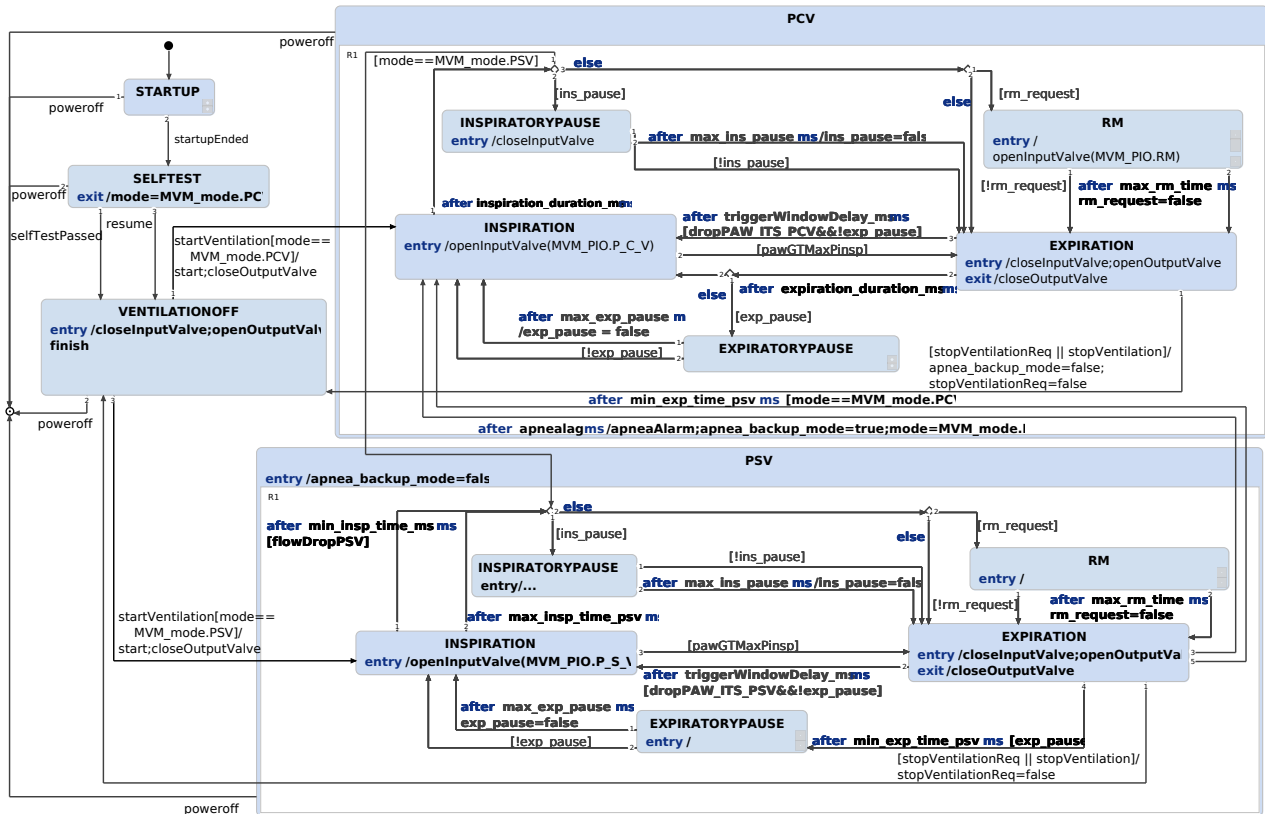 PCV
poweroff
R1
[mode==MVM_mode.PSV]
else
[ins_pause]
[rm_request]
else
STARTUP
poweroff
startupEnded
INSPIRATORYPAUSE
entry /closeInputValve
after max_ins_pause ms/ins_pause=fals
[!ins_pause]
RM
entry /
openInputValve(MVM_PIO.RM)
[!rm_request]
after max_rm_time ms
rm_request=false
SELFTEST
exit /mode=MVM_mode.PC
poweroff
resume
selfTestPassed
startVentilation[mode==
MVM_mode.PCV]/
start;closeOutputValve
after inspiration_duration_ms
INSPIRATION
entry /openInputValve(MVM_PIO.P_C_V)
after triggerWindowDelay_ms ms
[dropPAW_ITS_PCV&&!exp_pause]
[pawGTMaxPinsp]
EXPIRATION
entry /closeInputValve;openOutputValve
exit /closeOutputValve
else
after expiration_duration_ms
VENTILATIONOFF
entry /closeInputValve;openOutputVal
finish
after max_exp_pause m
/exp_pause = false
[exp_pause]
[!exp_pause]
EXPIRATORYPAUSE
[stopVentilationReq || stopVentilation]/
apnea_backup_mode=false;
stopVentilationReq=false
poweroff
after min_exp_time_psv ms [mode==MVM_mode.PC
after apnealag ms/apneaAlarm;apnea_backup_mode=true;mode=MVM_mode.
PSV
entry /apnea_backup_mode=fals
R1
else
after min_insp_time_ms ms
[flowDropPSV]
[ins_pause]
[rm_request]
else
INSPIRATORYPAUSE
entry/...
[!ins_pause]
after max_ins_pause ms/ins_pause=fals
RM
entry /
[!rm_request]
after max_rm_time ms
rm_request=false
startVentilation[mode==
MVM_mode.PSV]/
start;closeOutputValve
after max_insp_time_psv ms
INSPIRATION
entry /openInputValve(MVM_PIO.P_S_
[pawGTMaxPinsp]
after triggerWindowDelay_ms ms
[dropPAW_ITS_PSV&&!exp_pause]
EXPIRATION
entry /closeInputValve;openOutputVa
exit /closeOutputValve
after max_exp_pause ms
exp_pause=false
[!exp_pause]
EXPIRATORYPAUSE
entry /
after min_exp_time_psv ms [exp_pause
[stopVentilationReq || stopVentilation]/
stopVentilationReq=false
poweroff